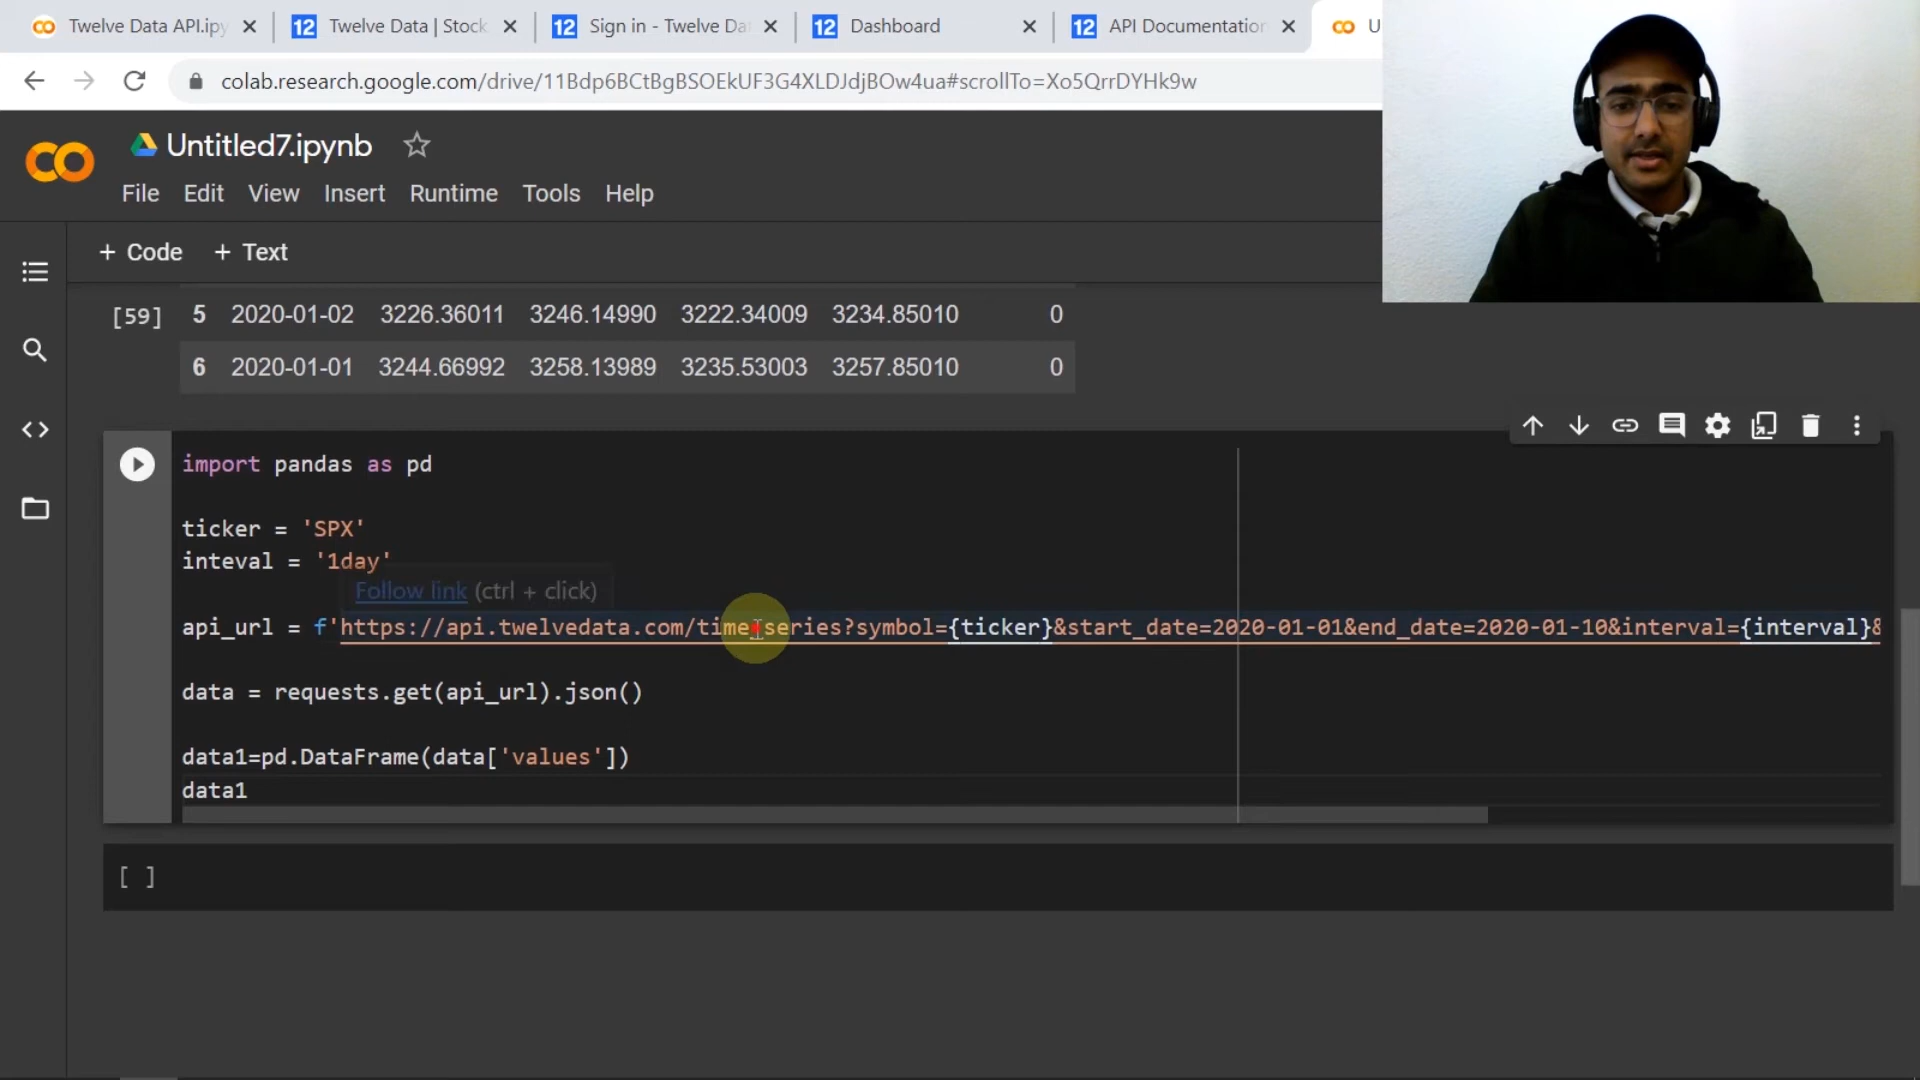 Twelve Data API.ipy
Twelve Data | Stock
Sign in - Twelve Da
Dashboard
API Documentation
U
12
12
12
12
colab.research.google.com/drive/11Bdp6BCtBgBSOEkUF3G4XLDJdjBOw4ua#scrollTo=Xo5QrrDYHk9w
Untitled7.ipynb
File Edit View Insert Runtime Tools Help
+ Code + Text
[59] 5 2020-01-02 3226.36011 3246.14990 3222.34009 3234.85010 0
6 2020-01-01 3244.66992 3258.13989 3235.53003 3257.85010 0
import pandas as pd
ticker = 'SPX'
inteval = '1day'
Follow link (ctrl + click)
api_url = f'https://api.twelvedata.com/time_series?symbol={ticker}&start_date=2020-01-01&end_date=2020-01-10&interval={interval}&
data = requests.get(api_url).json()
data1=pd.DataFrame(data['values'])
data1
[ ]